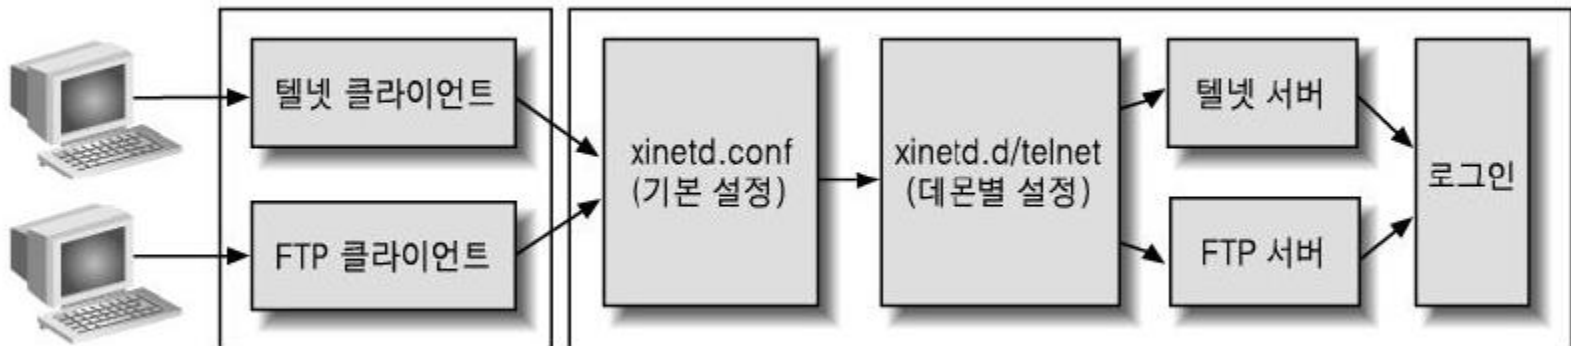 텔넷 클라이언트
FTP 클라이언트
xinetd.conf
(기본 설정)
xinetd.d/telnet
(데몬별 설정)
텔넷 서버
FTP 서버
로그인